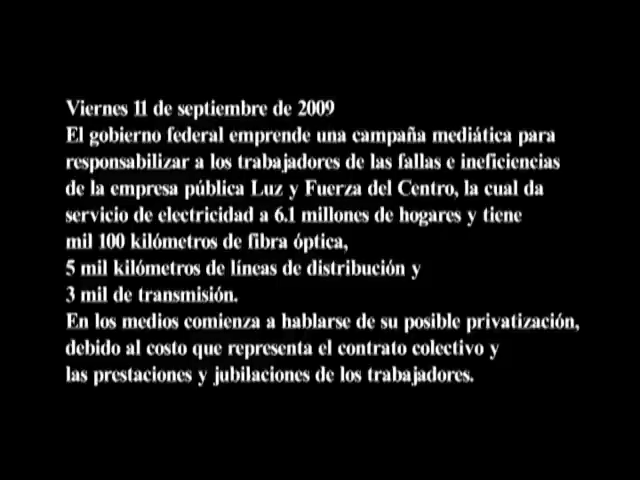 Viernes 11 de septiembre de 2009
El gobierno federal emprende una campaña mediática para
responsabilizar a los trabajadores de las fallas e ineficiencias
de la empresa pública Luz y Fuerza del Centro, la cual da
servicio de electricidad a 6.1 millones de hogares y tiene
mil 100 kilómetros de fibra óptica,
5 mil kilómetros de líneas de distribución y
3 mil de transmisión.
En los medios comienza a hablarse de su posible privatización,
debido al costo que representa el contrato colectivo y
las prestaciones y jubilaciones de los trabajadores.